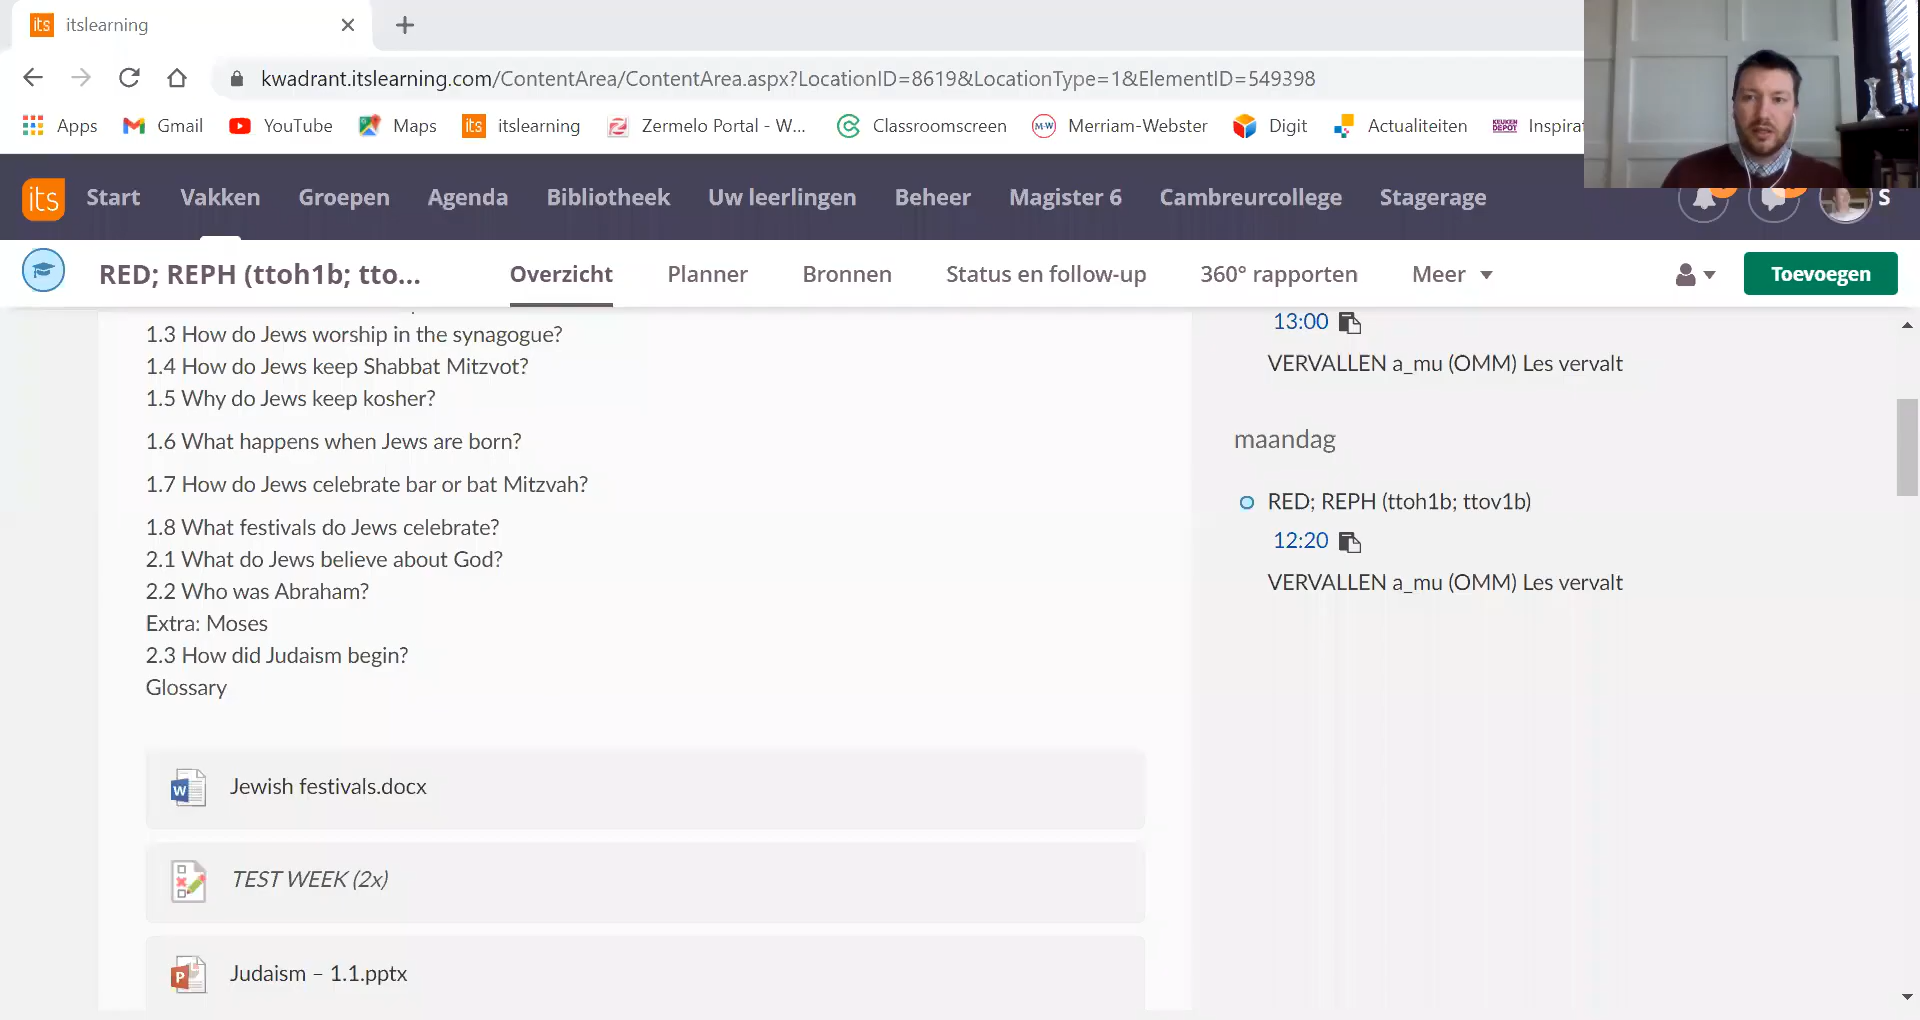 its itslearning
kwadrant.itslearning.com/ContentArea/ContentArea.aspx?LocationID=8619&LocationType=1&ElementID=549398
Apps Gmail YouTube Maps its itslearning Zermelo Portal - W... Classroomscreen M-W Merriam-Webster Digit Actualiteiten KEUKEN DEPOT Inspirat
its Start Vakken Groepen Agenda Bibliotheek Uw leerlingen Beheer Magister 6 Cambreurcollege Stagerage S
RED; REPH (ttoh1b; tto... Overzicht Planner Bronnen Status en follow-up 360° rapporten Meer Toevoegen
1.3 How do Jews worship in the synagogue?
1.4 How do Jews keep Shabbat Mitzvot?
1.5 Why do Jews keep kosher?
1.6 What happens when Jews are born?
1.7 How do Jews celebrate bar or bat Mitzvah?
1.8 What festivals do Jews celebrate?
2.1 What do Jews believe about God?
2.2 Who was Abraham?
Extra: Moses
2.3 How did Judaism begin?
Glossary
W Jewish festivals.docx
TEST WEEK (2x)
P Judaism – 1.1.pptx
13:00
VERVALLEN a_mu (OMM) Les vervalt
maandag
RED; REPH (ttoh1b; ttov1b)
12:20
VERVALLEN a_mu (OMM) Les vervalt